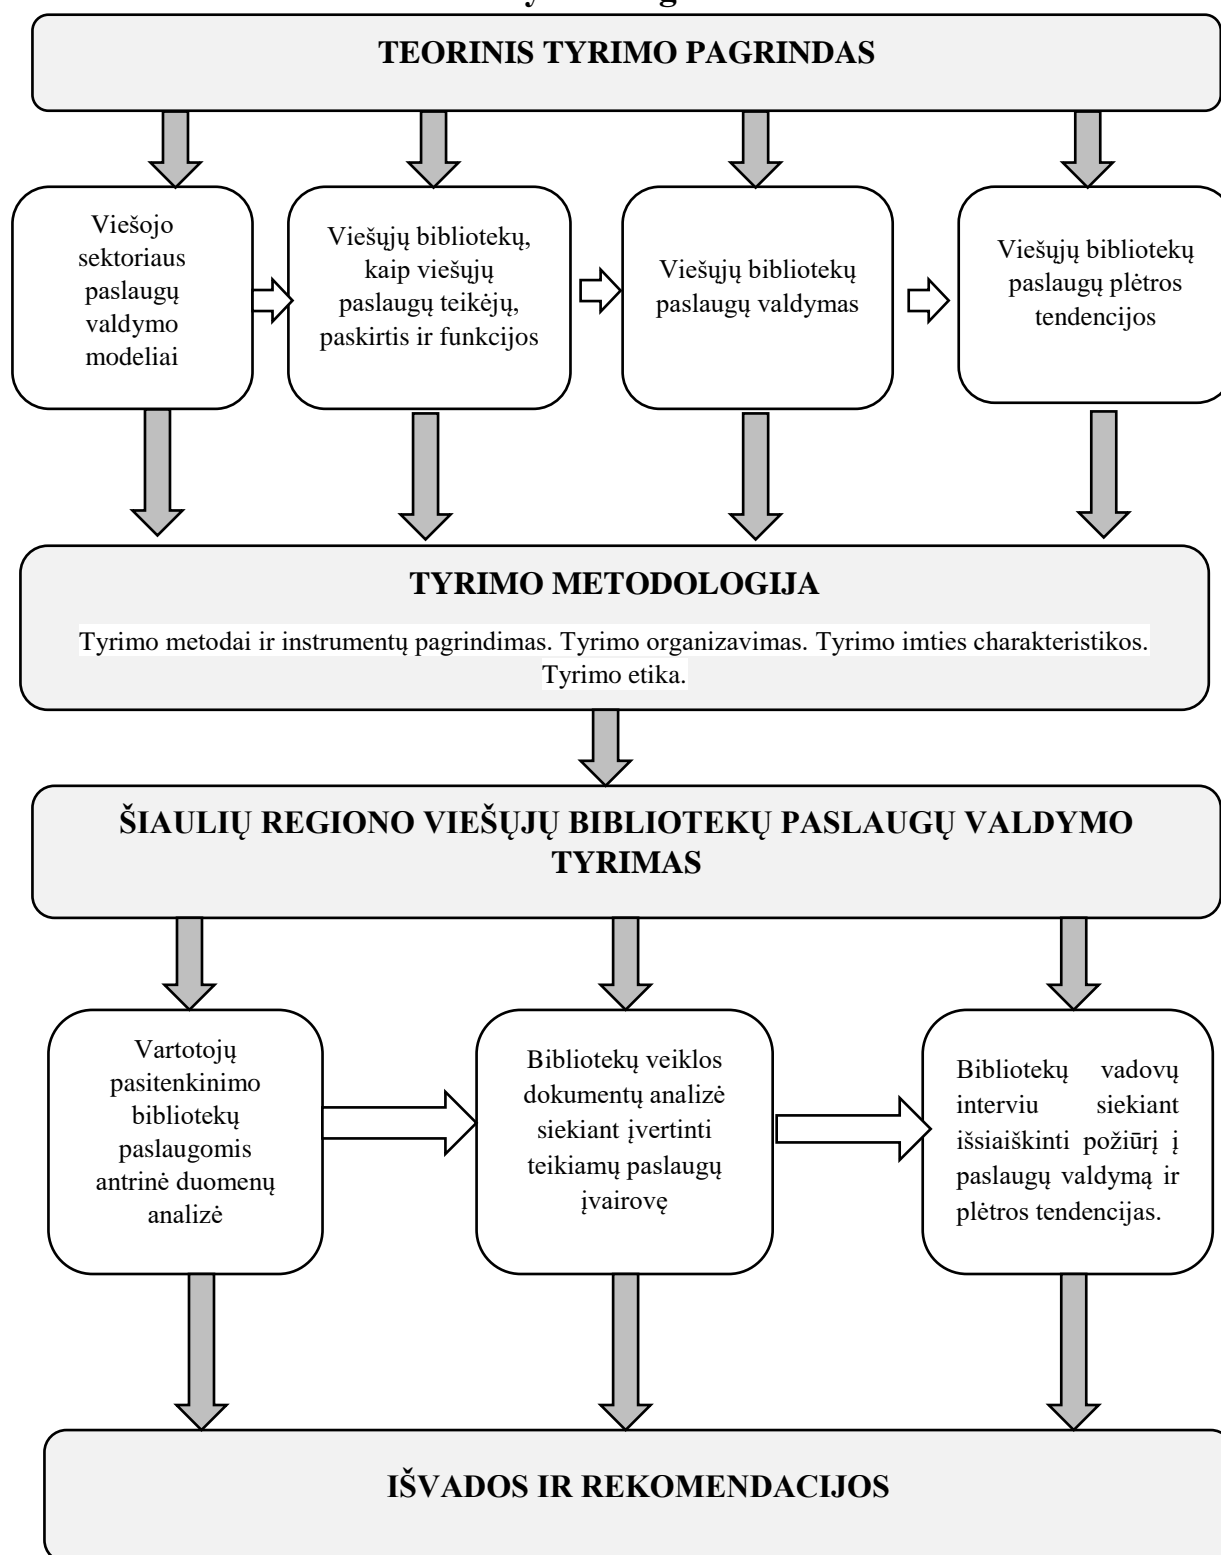 TEORINIS TYRIMO PAGRINDAS
Viešojo
sektoriaus
paslaugų
valdymo
modeliai
Viešųjų bibliotekų,
kaip viešųjų
paslaugų teikėjų,
paskirtis ir funkcijos
Viešųjų bibliotekų
paslaugų valdymas
Viešųjų bibliotekų
paslaugų plėtros
tendencijos
TYRIMO METODOLOGIJA
Tyrimo metodai ir instrumentų pagrindimas. Tyrimo organizavimas. Tyrimo imties charakteristikos.
Tyrimo etika.
ŠIAULIŲ REGIONO VIEŠŲJŲ BIBLIOTEKŲ PASLAUGŲ VALDYMO
TYRIMAS
Vartotojų
pasitenkinimo
bibliotekų
paslaugomis
antrinė duomenų
analizė
Bibliotekų veiklos
dokumentų analizė
siekiant įvertinti
teikiamų paslaugų
įvairovę
Bibliotekų vadovų
interviu siekiant
išsiaiškinti požiūrį į
paslaugų valdymą ir
plėtros tendencijas.
IŠVADOS IR REKOMENDACIJOS